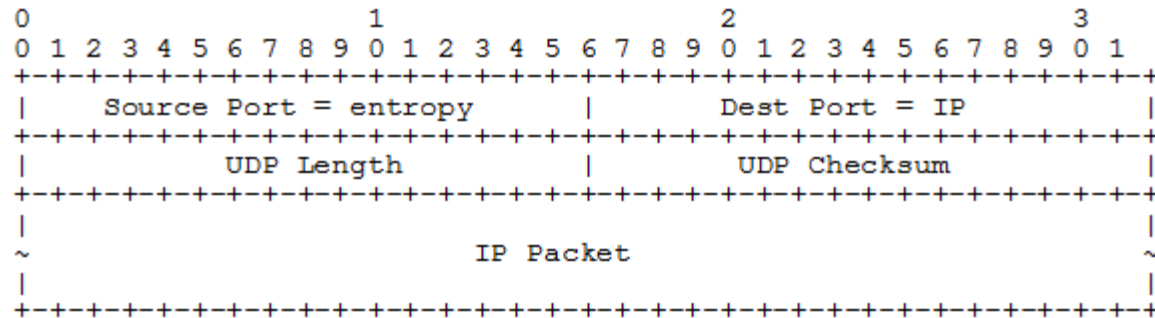 0                   1                   2                   3
0 1 2 3 4 5 6 7 8 9 0 1 2 3 4 5 6 7 8 9 0 1 2 3 4 5 6 7 8 9 0 1
+-+-+-+-+-+-+-+-+-+-+-+-+-+-+-+-+-+-+-+-+-+-+-+-+-+-+-+-+-+-+-+-+
|    Source Port = entropy      |       Dest Port = IP          |
+-+-+-+-+-+-+-+-+-+-+-+-+-+-+-+-+-+-+-+-+-+-+-+-+-+-+-+-+-+-+-+-+
|           UDP Length          |        UDP Checksum           |
+-+-+-+-+-+-+-+-+-+-+-+-+-+-+-+-+-+-+-+-+-+-+-+-+-+-+-+-+-+-+-+-+
|                                                               |
~                         IP Packet                             ~
|                                                               |
+-+-+-+-+-+-+-+-+-+-+-+-+-+-+-+-+-+-+-+-+-+-+-+-+-+-+-+-+-+-+-+-+